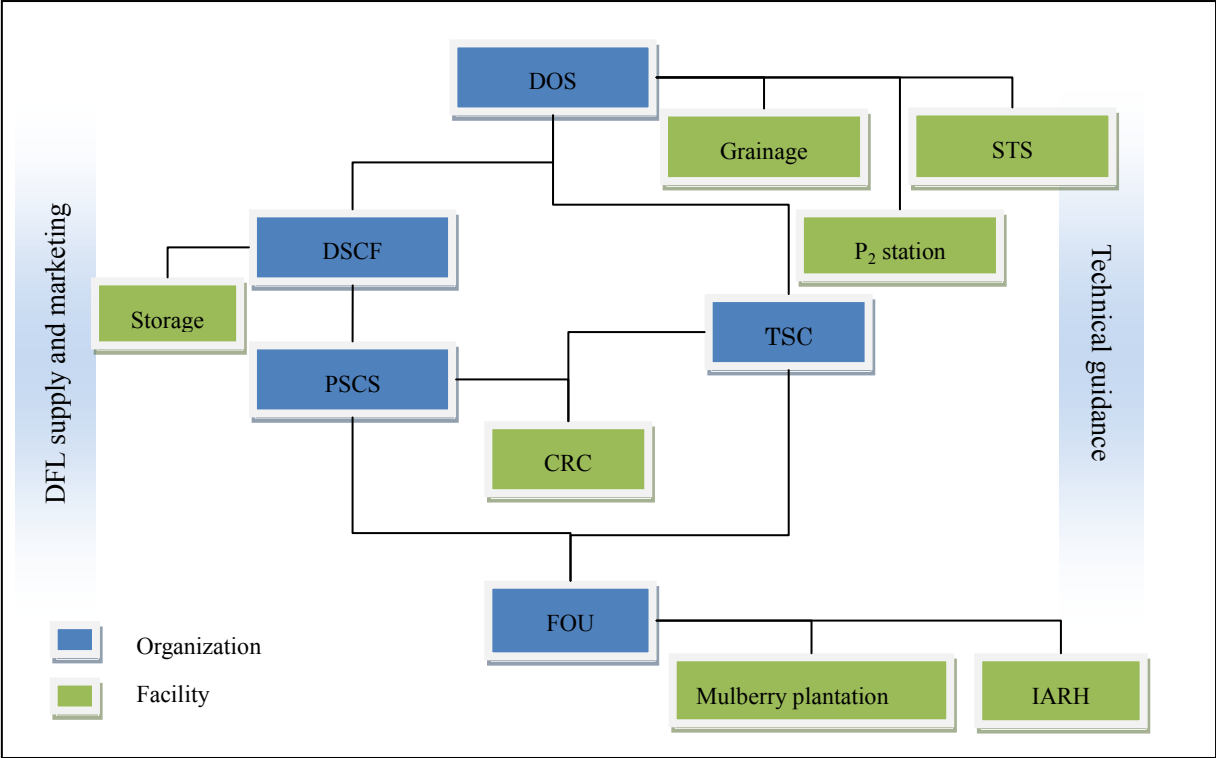 DOS
Grainage
STS
DSCF
P₂ station
Storage
TSC
PSCS
CRC
FOU
Mulberry plantation
IARH
DFL supply and marketing
Technical guidance
Organization
Facility